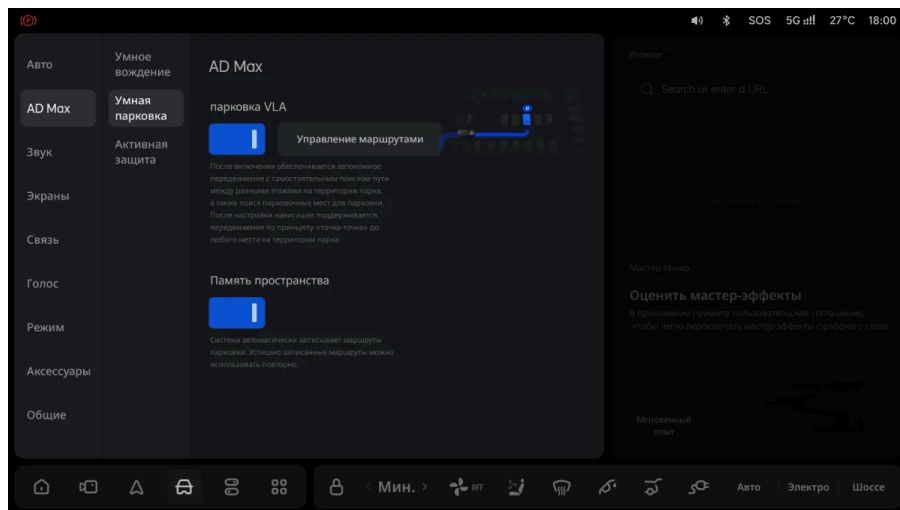 (P)
SOS 5G 27°C 18:00
Авто
AD Max
Звук
Экраны
Связь
Голос
Режим
Аксессуары
Общие
Умное
вождение
Умная
парковка
Активная
защита
AD Max
парковка VLA
Управление маршрутами
P
После включения обеспечивается автономное
передвижение с самостоятельным поиском пути
между разными этажами на территории парка,
а также поиск парковочных мест для парковки.
После настройки навигации поддерживается
передвижение по принципу «точка-точка» до
любого места на территории парка
Память пространства
Система автоматически записывает маршруты
парковки. Успешно записанные маршруты можно
использовать повторно.
Browser
Search or enter a URL
Мастер-тюнер
Оценить мастер-эффекты
В приложении примите пользовательское соглашение,
чтобы легко переключать мастер-эффекты с рабочего стола.
Мгновенный
опыт
< Мин. > OFF Авто Электро Шоссе